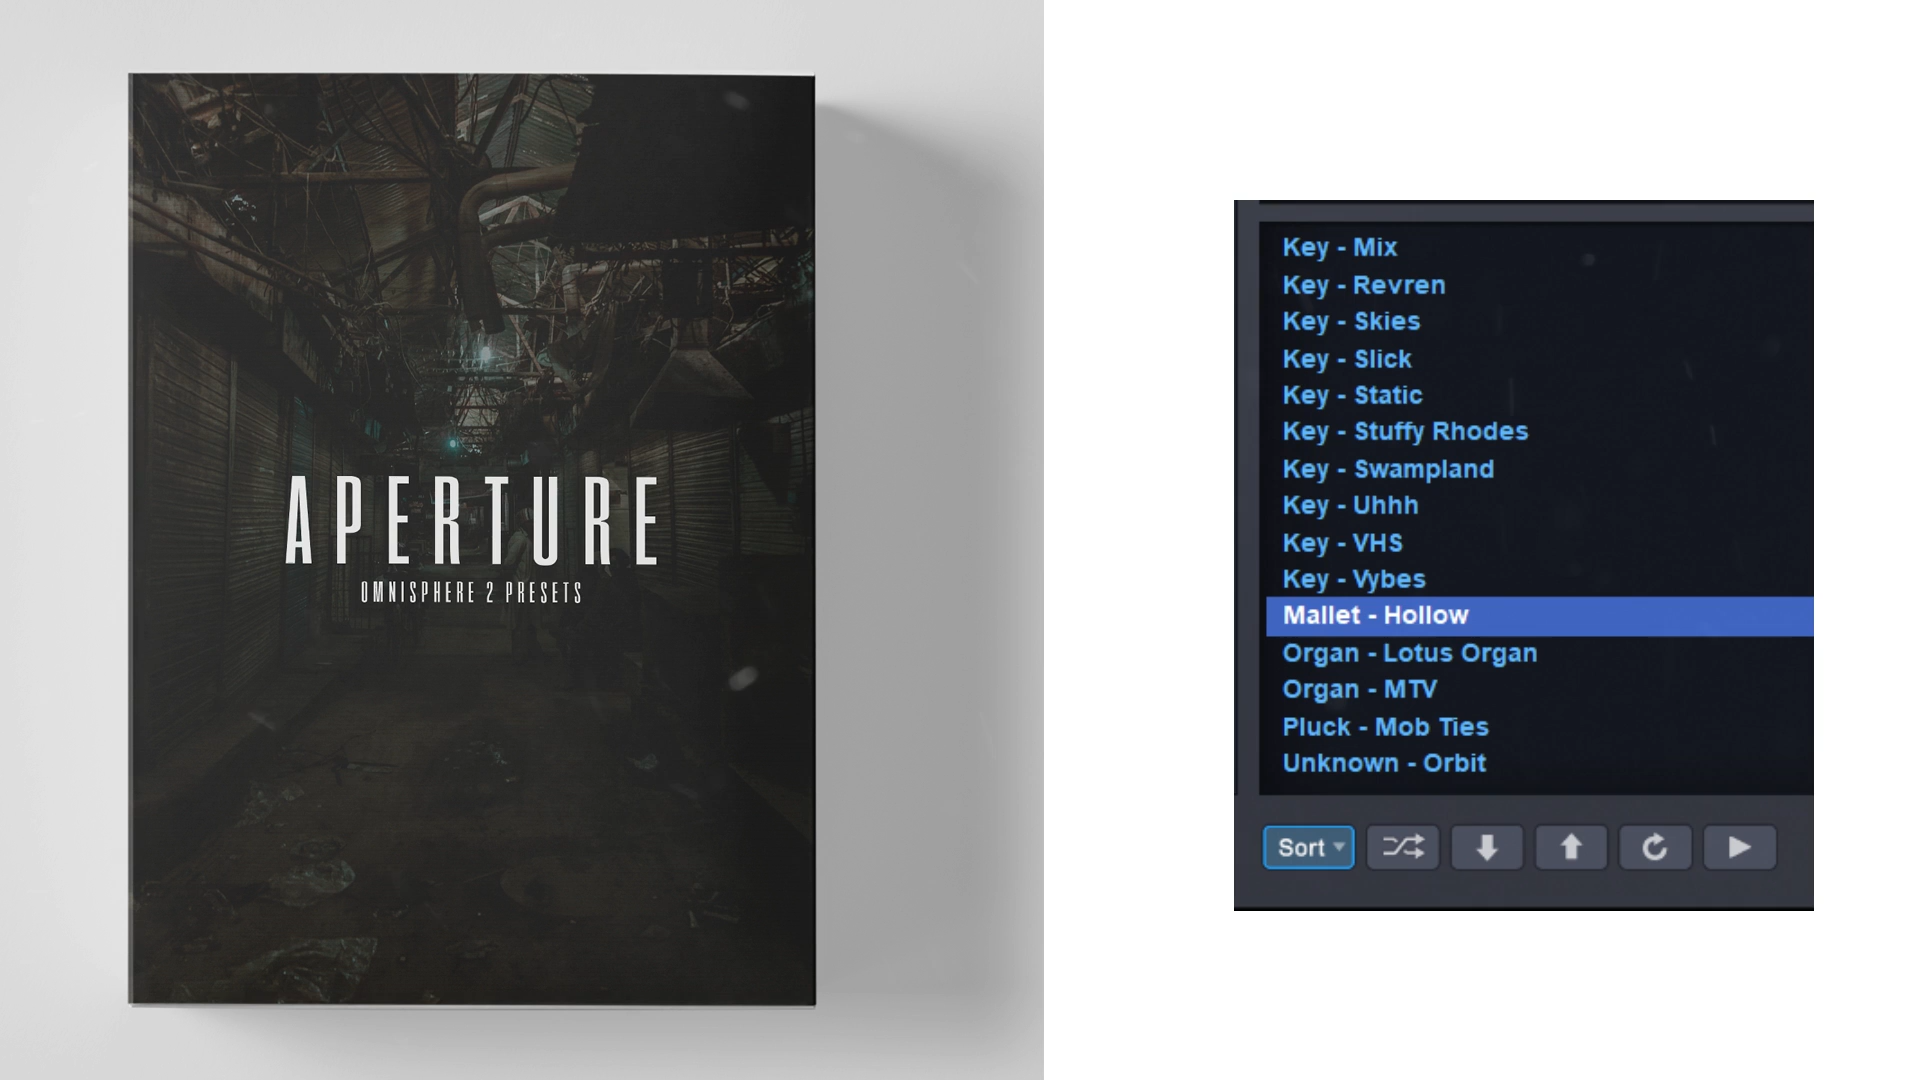 APERTURE
OMNISPHERE 2 PRESETS
Key - Mix
Key - Revren
Key - Skies
Key - Slick
Key - Static
Key - Stuffy Rhodes
Key - Swampland
Key - Uhhh
Key - VHS
Key - Vybes
Mallet - Hollow
Organ - Lotus Organ
Organ - MTV
Pluck - Mob Ties
Unknown - Orbit
Sort